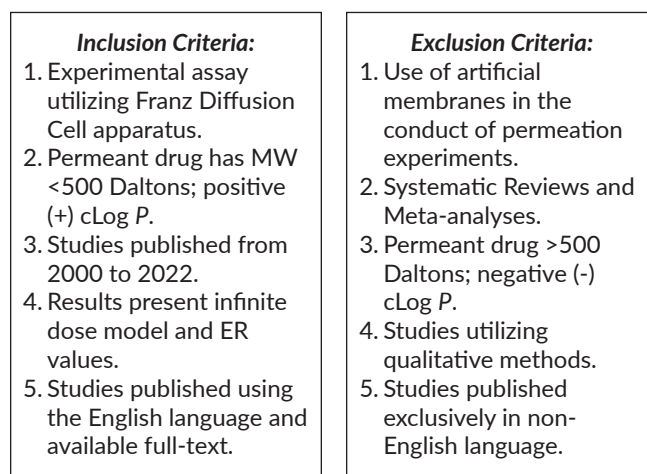 Inclusion Criteria:
1. Experimental assay
utilizing Franz Diffusion
Cell apparatus.
2. Permeant drug has MW
<500 Daltons; positive
(+) cLog P.
3. Studies published from
2000 to 2022.
4. Results present infinite
dose model and ER
values.
5. Studies published using
the English language and
available full-text.
Exclusion Criteria:
1. Use of artificial
membranes in the
conduct of permeation
experiments.
2. Systematic Reviews and
Meta-analyses.
3. Permeant drug >500
Daltons; negative (-)
cLog P.
4. Studies utilizing
qualitative methods.
5. Studies published
exclusively in non-
English language.